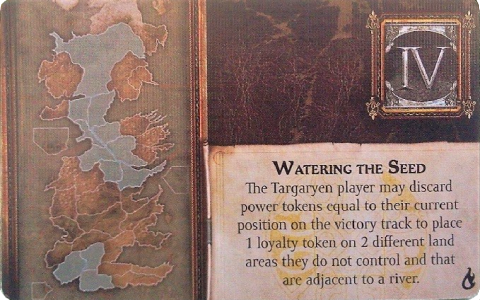 IV
WATERING THE SEED
The Targaryen player may discard
power tokens equal to their current
position on the victory track to place
1 loyalty token on 2 different land
areas they do not control and that
are adjacent to a river.